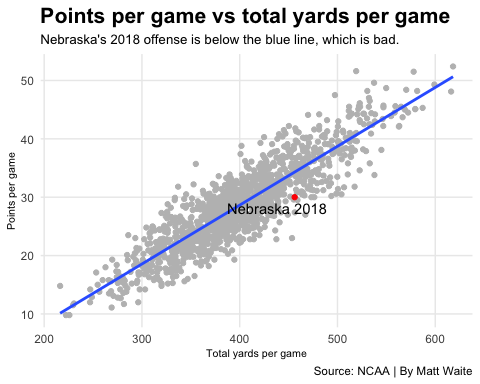 Points per game vs total yards per game
Nebraska's 2018 offense is below the blue line, which is bad.
50
40
30
20
10
Points per game
Nebraska 2018
200 300 400 500 600
Total yards per game
Source: NCAA | By Matt Waite